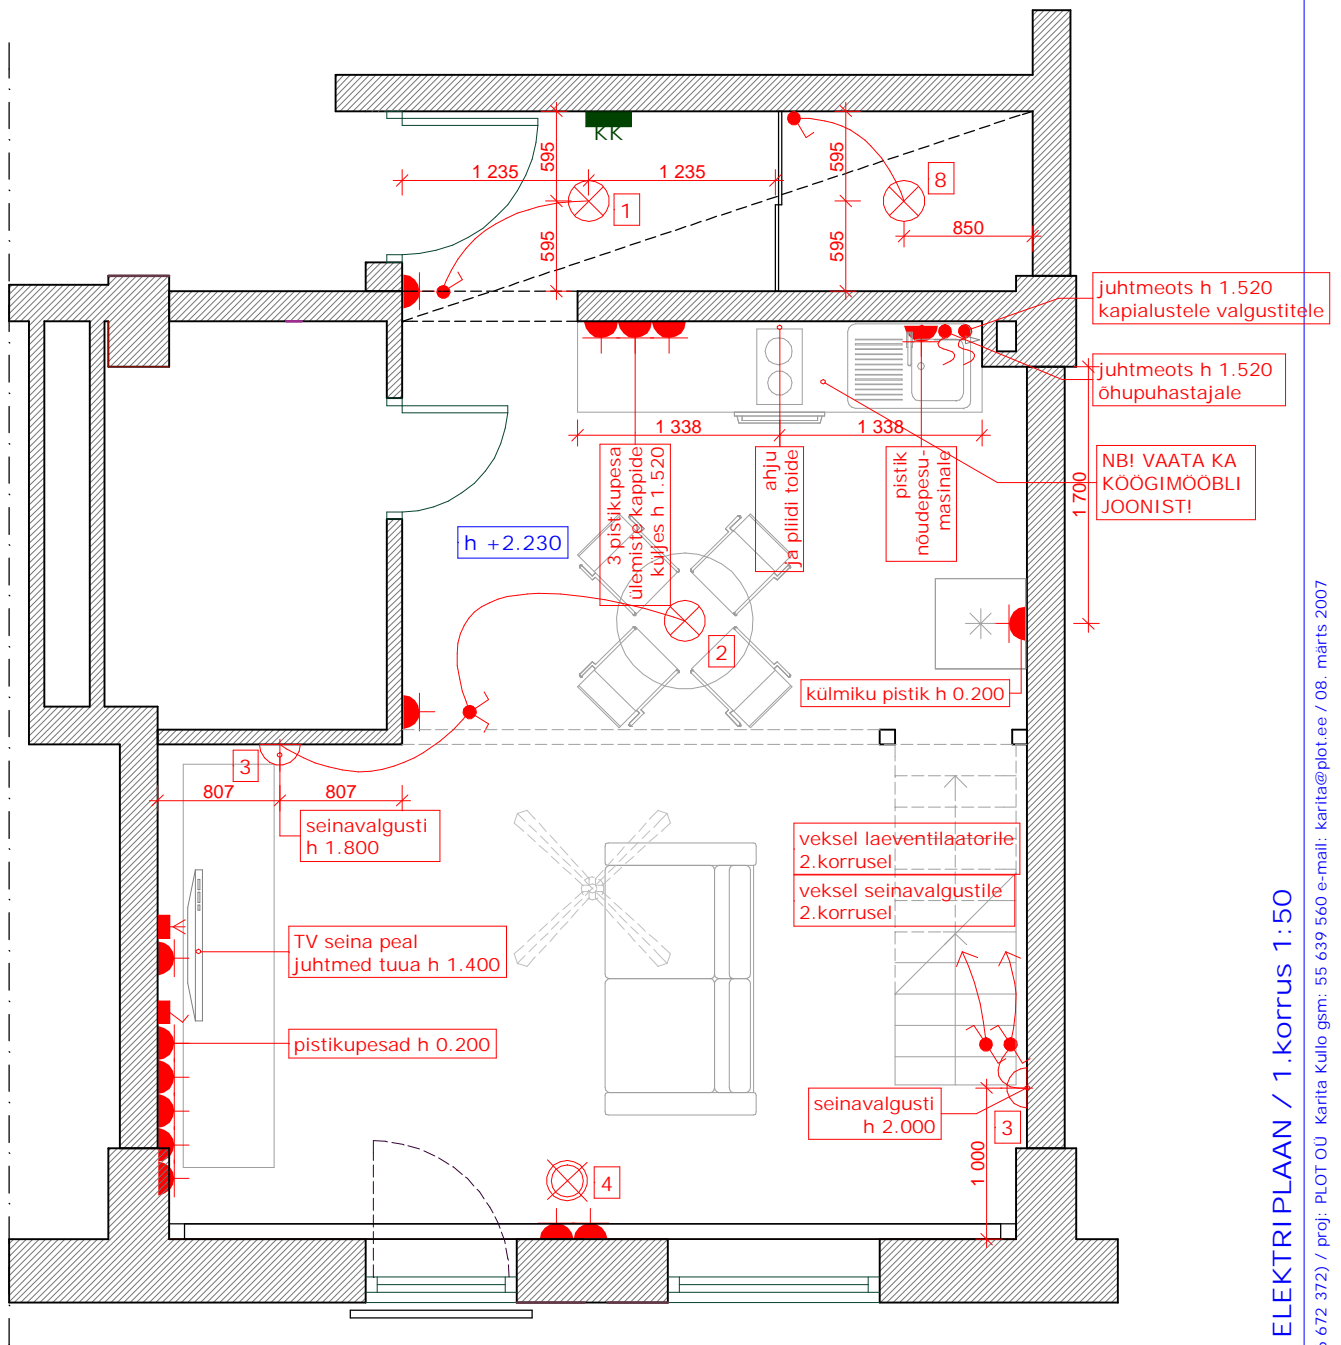 KK
1 235
1 235
595
595
595
595
1
8
850
juhtmeots h 1.520
kapialustele valgustitele
juhtmeots h 1.520
õhupuhastajale
1 338
1 338
1 700
NB! VAATA KA
KÖÖGIMÖÖBLI
JOONIST!
3 pistikupesa
ülemiste kappide
küljes h 1.520
ahju
ja pliidi toide
pistik
nõudepesu-
masinale
h +2.230
2
külmiku pistik h 0.200
3
807
807
seinavalgusti
h 1.800
veksel laeventilaatorile
2.korrusel
veksel seinavalgustile
2.korrusel
TV seina peal
juhtmed tuua h 1.400
pistikupesad h 0.200
seinavalgusti
h 2.000
3
1 000
4
ELEKTRIPLAAN / 1.korrus 1:50
672 372) / proj: PLOT OÜ Karita Kullo gsm: 55 639 560 e-mail: karita@plot.ee / 08. märts 2007